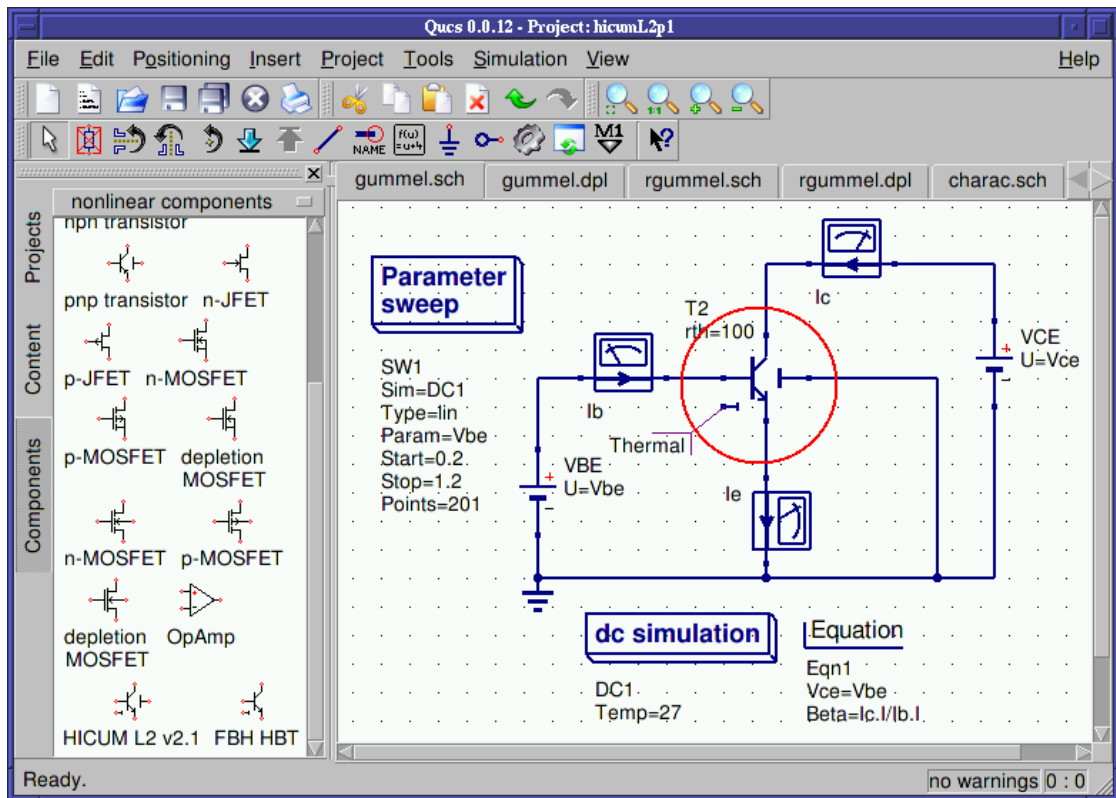 Qucs 0.0.12 - Project: hicumL2p1
File Edit Positioning Insert Project Tools Simulation View Help
1:1
NAME
f(ω)
=u+4
M1
?
gummel.sch gummel.dpl rgummel.sch rgummel.dpl charac.sch
Projects
Content
Components
nonlinear components
npn transistor
pnp transistor n-JFET
p-JFET n-MOSFET
p-MOSFET depletion
MOSFET
n-MOSFET p-MOSFET
depletion OpAmp
MOSFET
HICUM L2 v2.1 FBH HBT
Parameter
sweep
SW1
Sim=DC1
Type=lin
Param=Vbe
Start=0.2
Stop=1.2
Points=201
Ic
T2
rth=100
VCE
U=Vce
Ib
Thermal
VBE
U=Vbe
Ie
dc simulation
DC1
Temp=27
Equation
Eqn1
Vce=Vbe
Beta=Ic.I/Ib.I
Ready.
no warnings 0 : 0